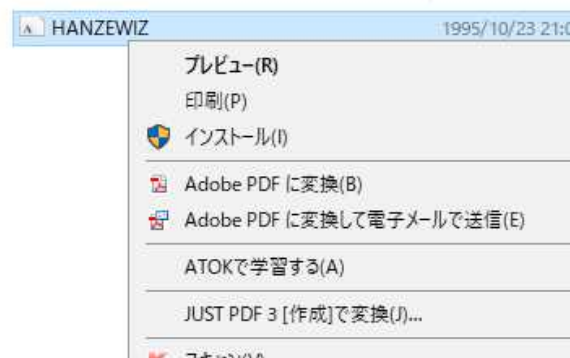 HANZEWIZ 1995/10/23 21:0
プレビュー(R)
印刷(P)
インストール(I)
Adobe PDF に変換(B)
Adobe PDF に変換して電子メールで送信(E)
ATOKで学習する(A)
JUST PDF 3 [作成]で変換(J)...